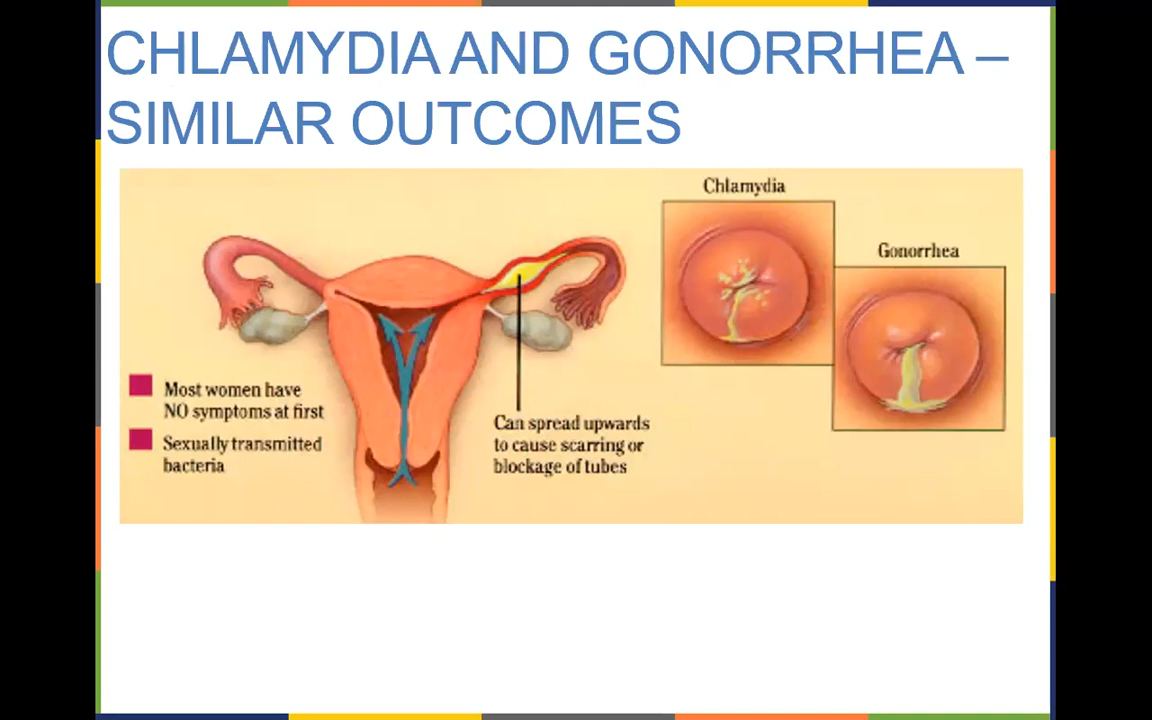 CHLAMYDIA AND GONORRHEA –
SIMILAR OUTCOMES
Most women have
NO symptoms at first
Sexually transmitted
bacteria
Can spread upwards
to cause scarring or
blockage of tubes
Chlamydia
Gonorrhea